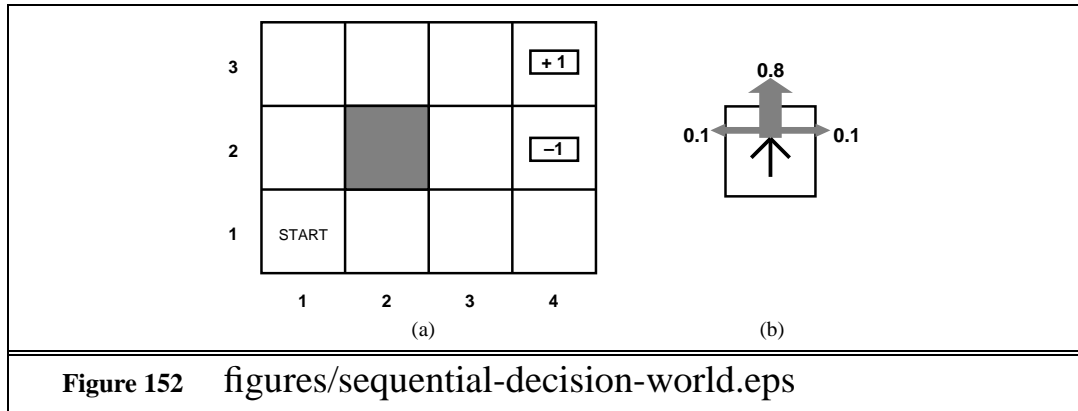 3
+ 1
0.8
0.1
0.1
2
–1
1
START
1 2 3 4
(a)
(b)
Figure 152 figures/sequential-decision-world.eps